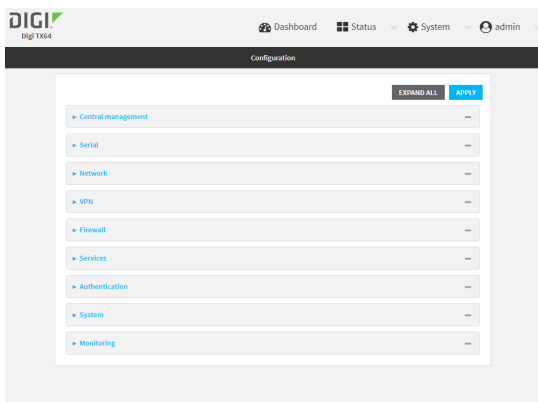 DIGI
Digi TX64
Dashboard Status System admin
Configuration
EXPAND ALL APPLY
Central management
Serial
Network
VPN
Firewall
Services
Authentication
System
Monitoring